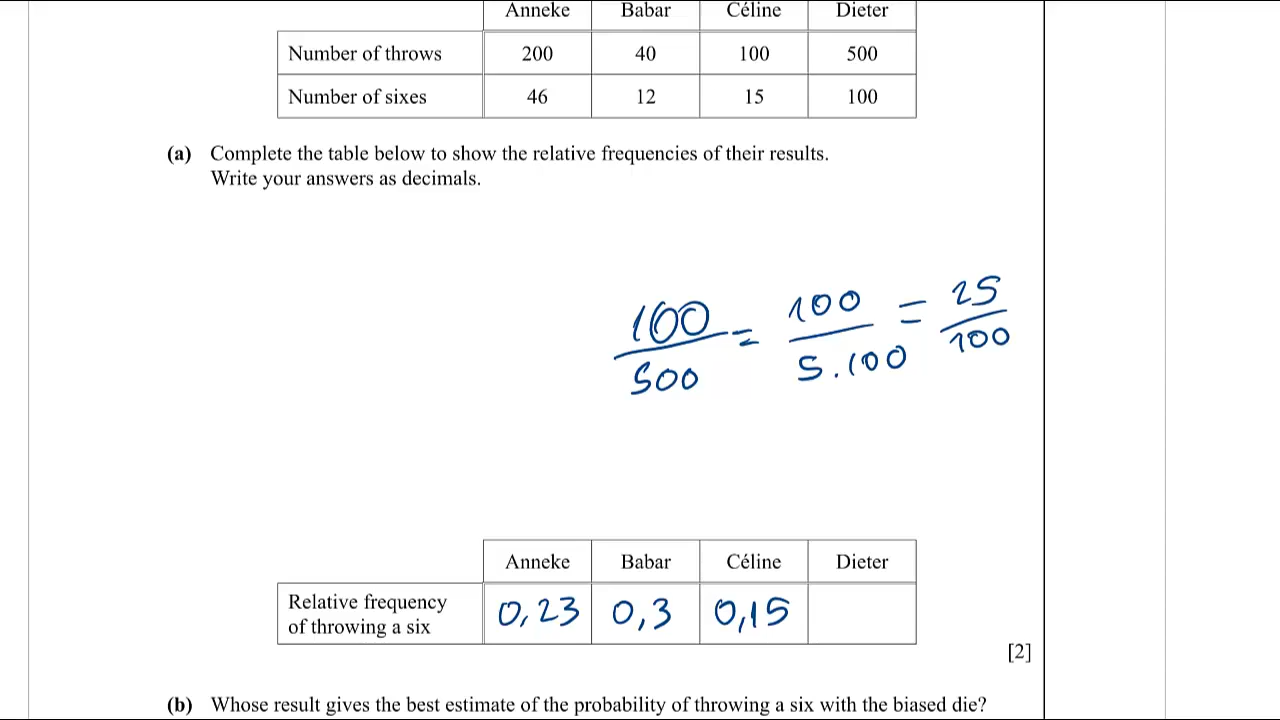 Anneke Babar Céline Dieter
Number of throws 200 40 100 500
Number of sixes 46 12 15 100
(a) Complete the table below to show the relative frequencies of their results.
Write your answers as decimals.
100/500 = 100/5.100 = 25/100
Anneke Babar Céline Dieter
Relative frequency of throwing a six 0,23 0,3 0,15
[2]
(b) Whose result gives the best estimate of the probability of throwing a six with the biased die?